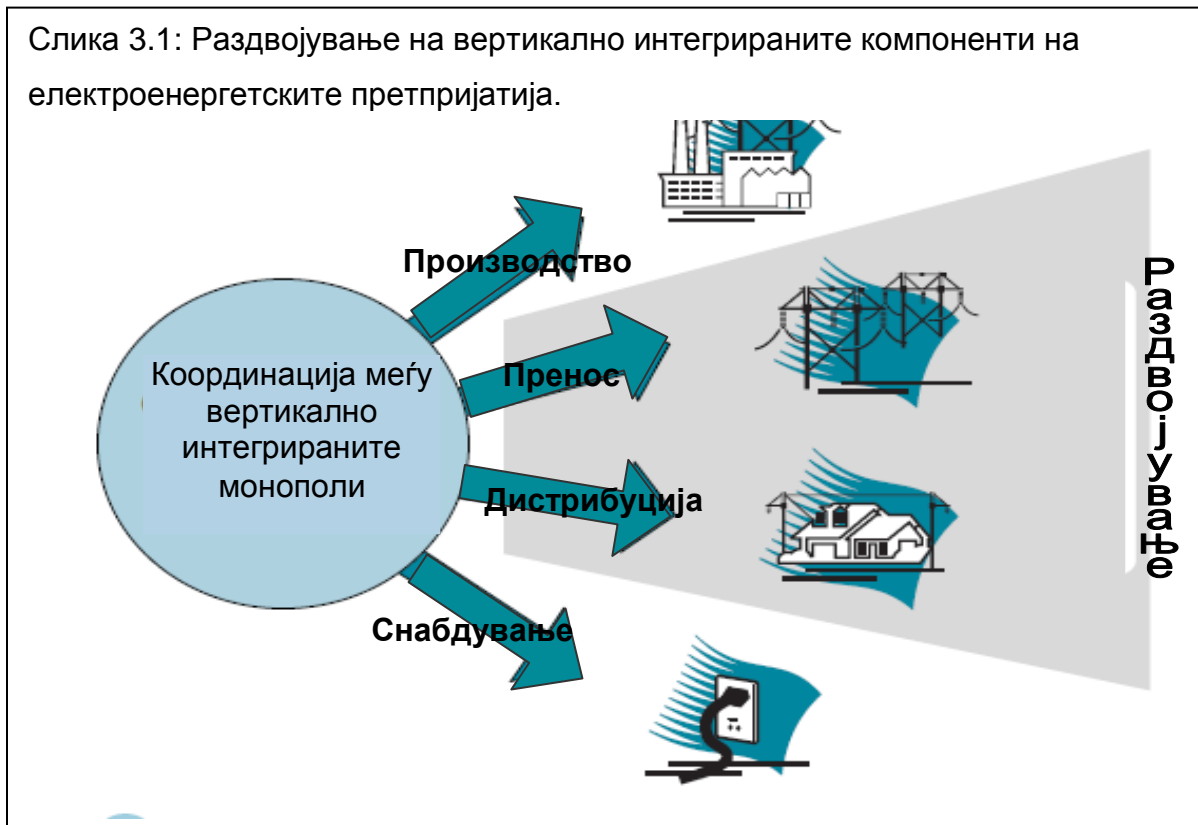 Слика 3.1: Раздвојување на вертикално интегрираните компоненти на
електроенергетските претпријатија.
Производство
Координација меѓу
вертикално
интегрираните
монополи
Пренос
Дистрибуција
Снабдување
Раздвојување